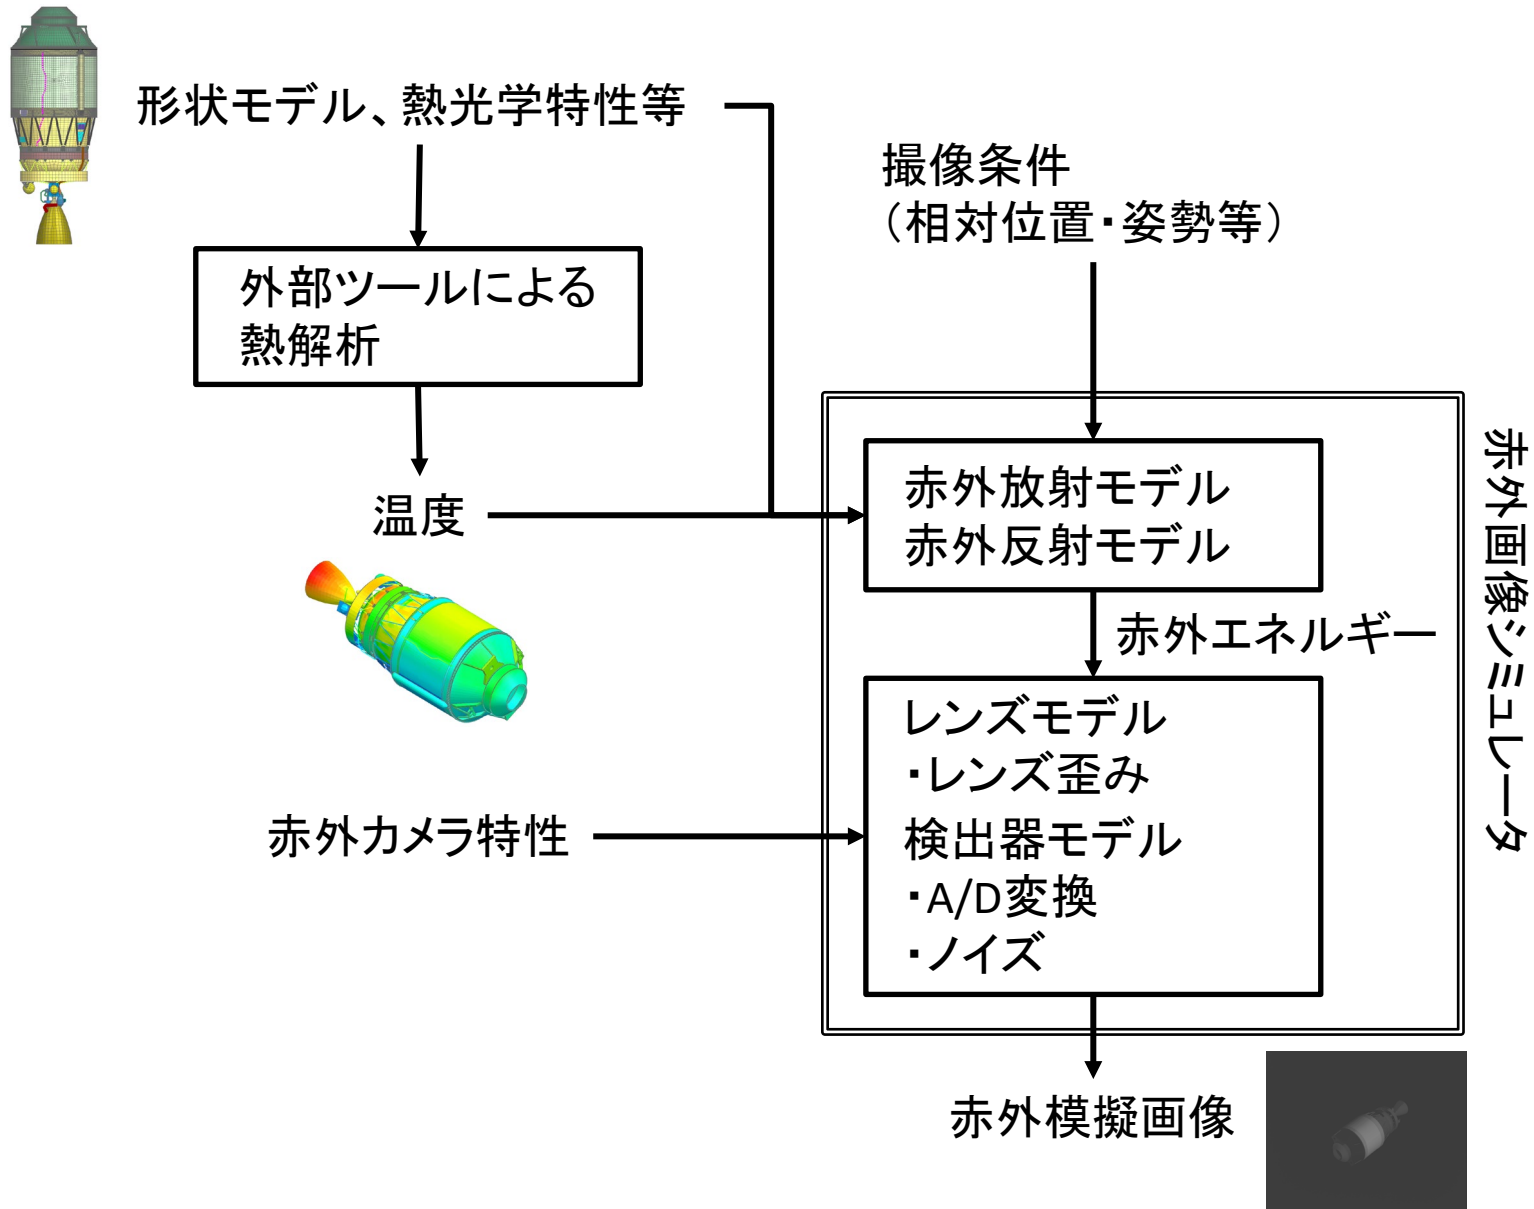 形状モデル、熱光学特性等
撮像条件
（相対位置・姿勢等）
外部ツールによる
熱解析
温度
赤外放射モデル
赤外反射モデル
赤外エネルギー
赤外画像シミュレータ
赤外カメラ特性
レンズモデル
・レンズ歪み
検出器モデル
・A/D変換
・ノイズ
赤外模擬画像